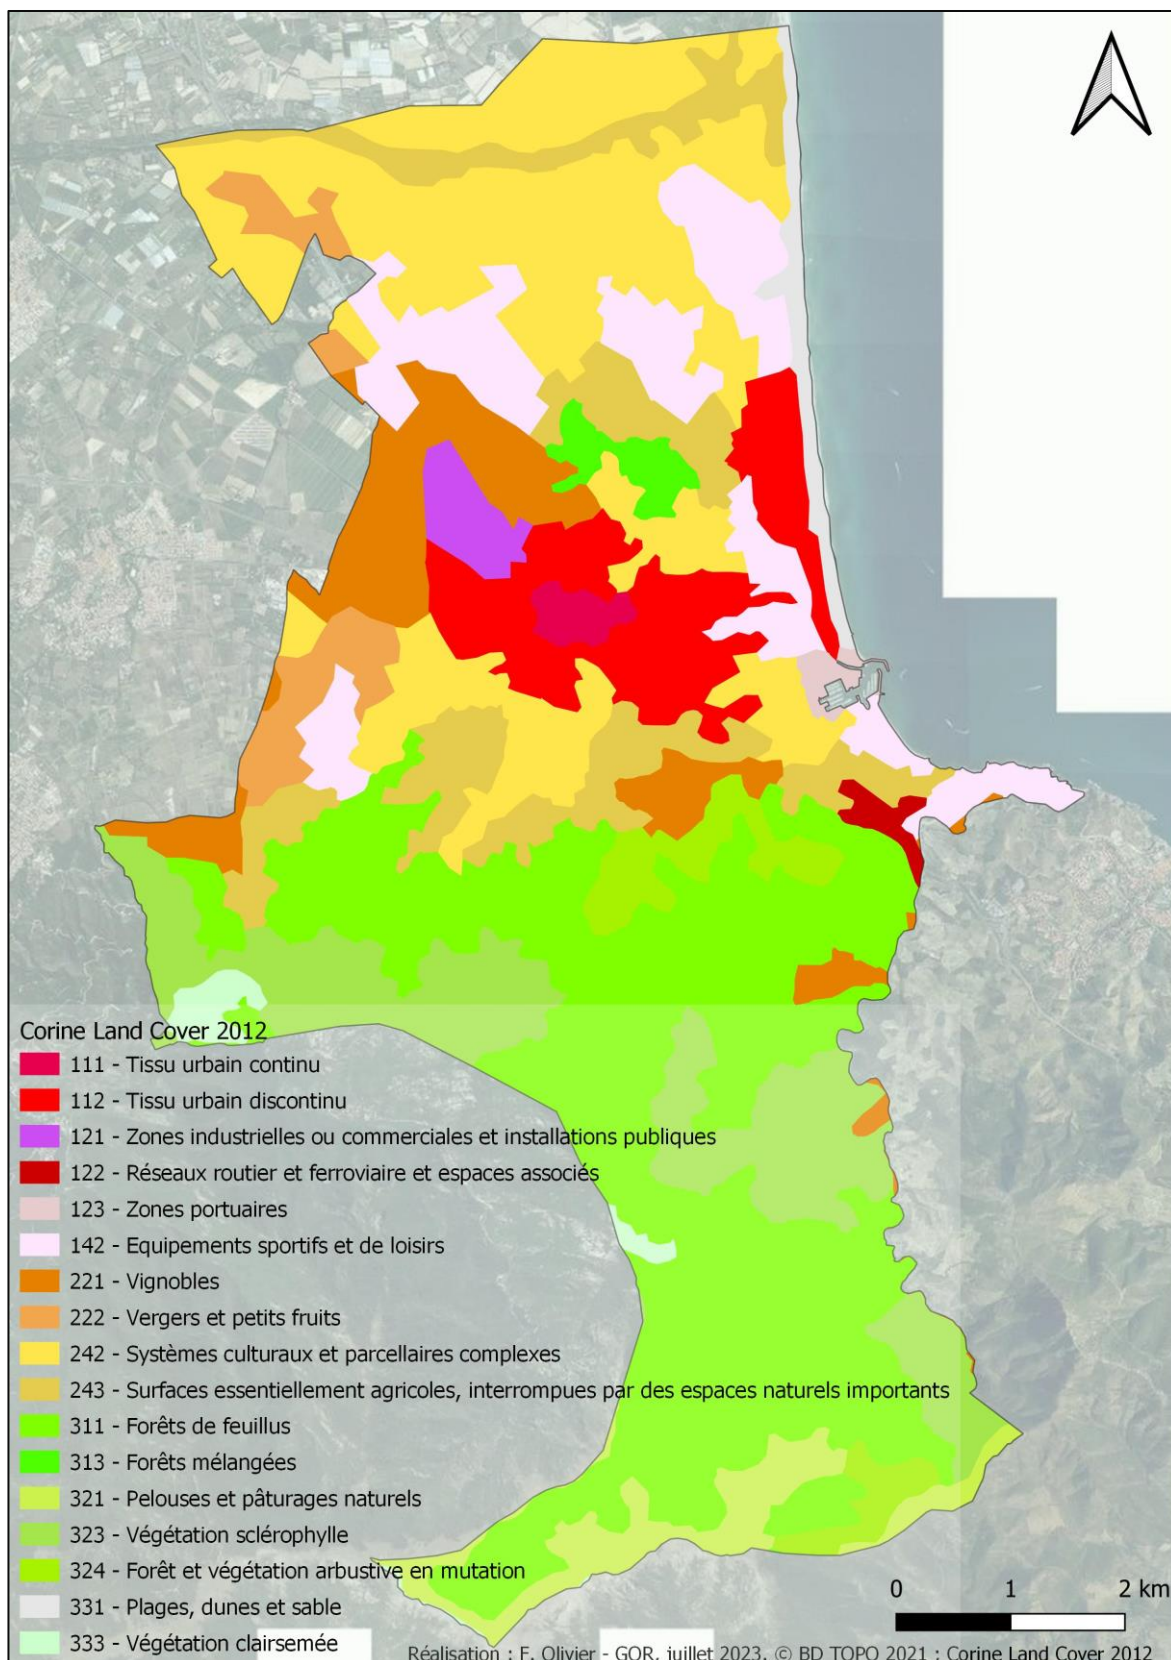 Corine Land Cover 2012
111 - Tissu urbain continu
112 - Tissu urbain discontinu
121 - Zones industrielles ou commerciales et installations publiques
122 - Réseaux routier et ferroviaire et espaces associés
123 - Zones portuaires
142 - Equipements sportifs et de loisirs
221 - Vignobles
222 - Vergers et petits fruits
242 - Systèmes culturaux et parcellaires complexes
243 - Surfaces essentiellement agricoles, interrompues par des espaces naturels importants
311 - Forêts de feuillus
313 - Forêts mélangées
321 - Pelouses et pâturages naturels
323 - Végétation sclérophylle
324 - Forêt et végétation arbustive en mutation
331 - Plages, dunes et sable
333 - Végétation clairsemée
0 1 2 km
Réalisation : F. Olivier - GOR, juillet 2023. © BD TOPO 2021 ; Corine Land Cover 2012